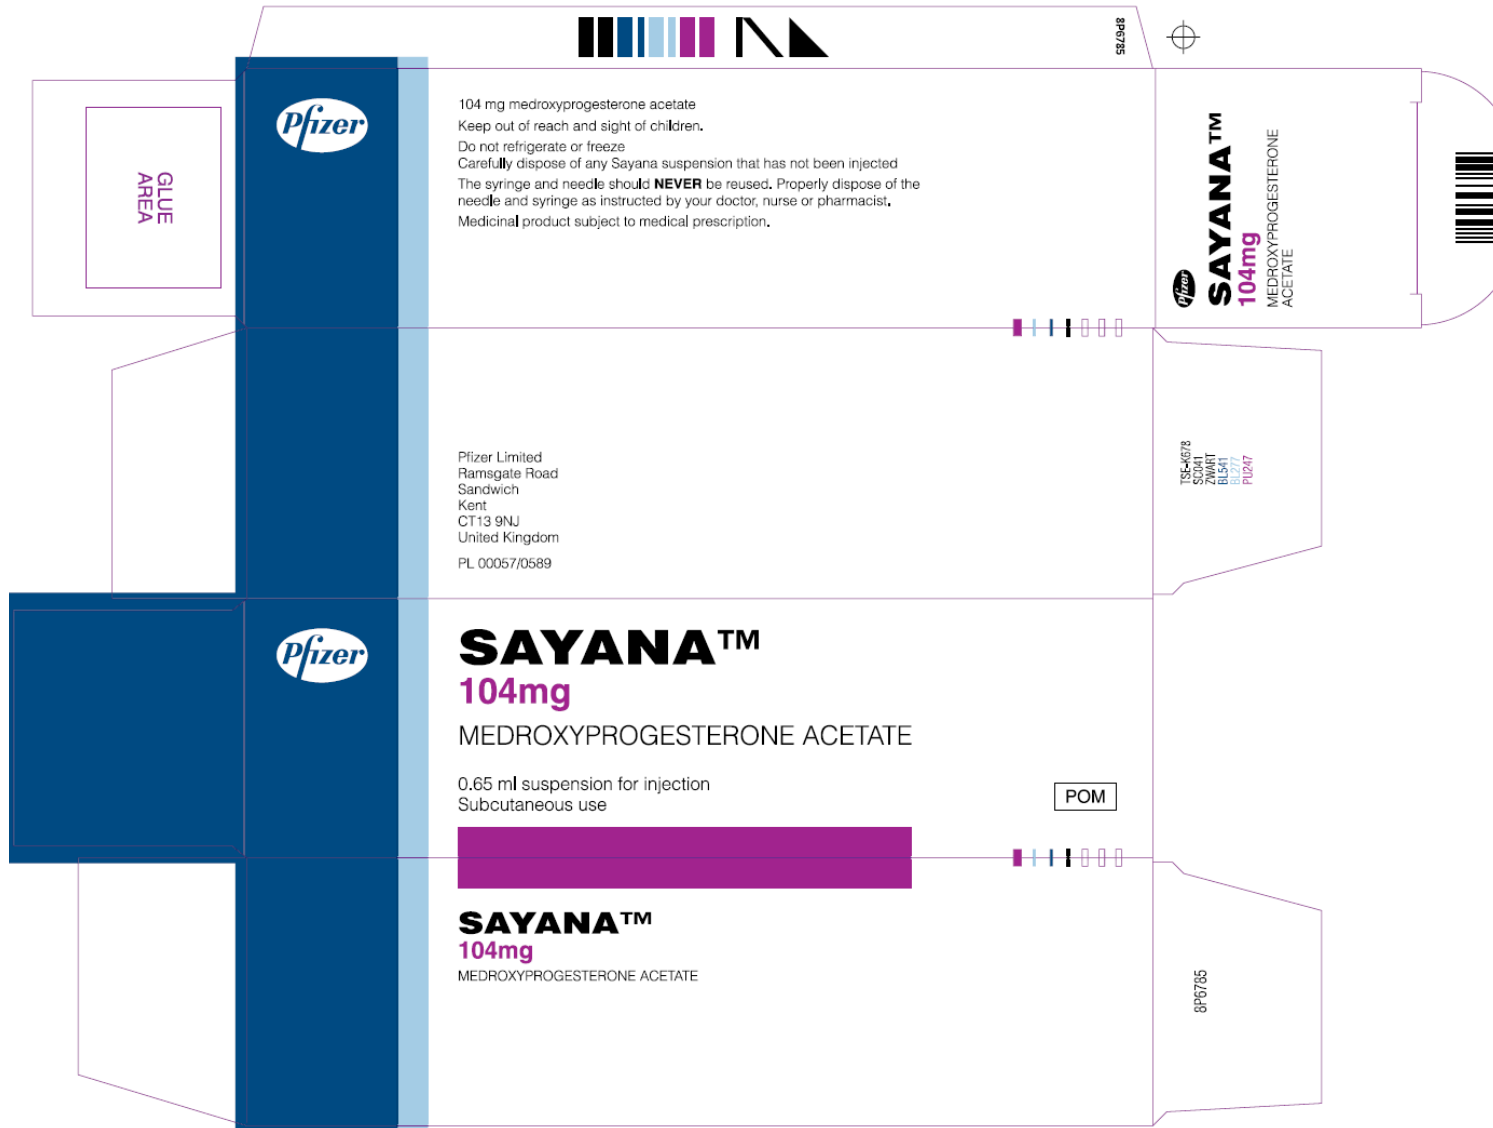 8P6785
Pfizer
GLUE
AREA
104 mg medroxyprogesterone acetate
Keep out of reach and sight of children.
Do not refrigerate or freeze
Carefully dispose of any Sayana suspension that has not been injected
The syringe and needle should NEVER be reused. Properly dispose of the
needle and syringe as instructed by your doctor, nurse or pharmacist.
Medicinal product subject to medical prescription.
Pfizer
SAYANA™
104mg
MEDROXYPROGESTERONE
ACETATE
Pfizer Limited
Ramsgate Road
Sandwich
Kent
CT13 9NJ
United Kingdom
PL 00057/0589
TSE-K678
SC041
ZWART
BL541
BL277
PU247
Pfizer
SAYANA™
104mg
MEDROXYPROGESTERONE ACETATE
0.65 ml suspension for injection
Subcutaneous use
POM
SAYANA™
104mg
MEDROXYPROGESTERONE ACETATE
8P6785